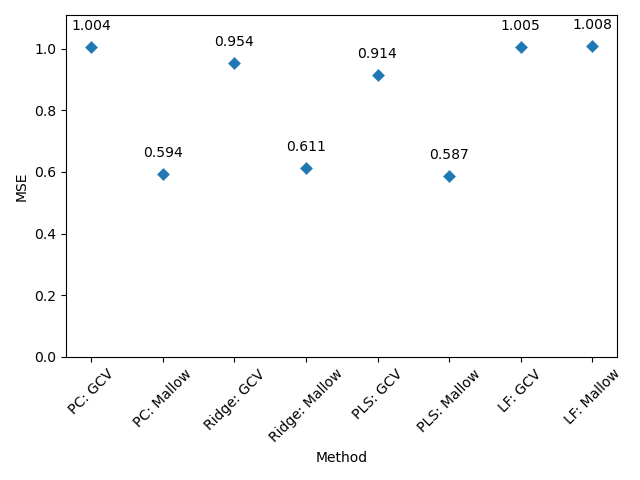 1.004
0.594
0.954
0.611
0.914
0.587
1.005
1.008
MSE
1.0
0.8
0.6
0.4
0.2
0.0
PC: GCV
PC: Mallow
Ridge: GCV
Ridge: Mallow
PLS: GCV
PLS: Mallow
LF: GCV
LF: Mallow
Method